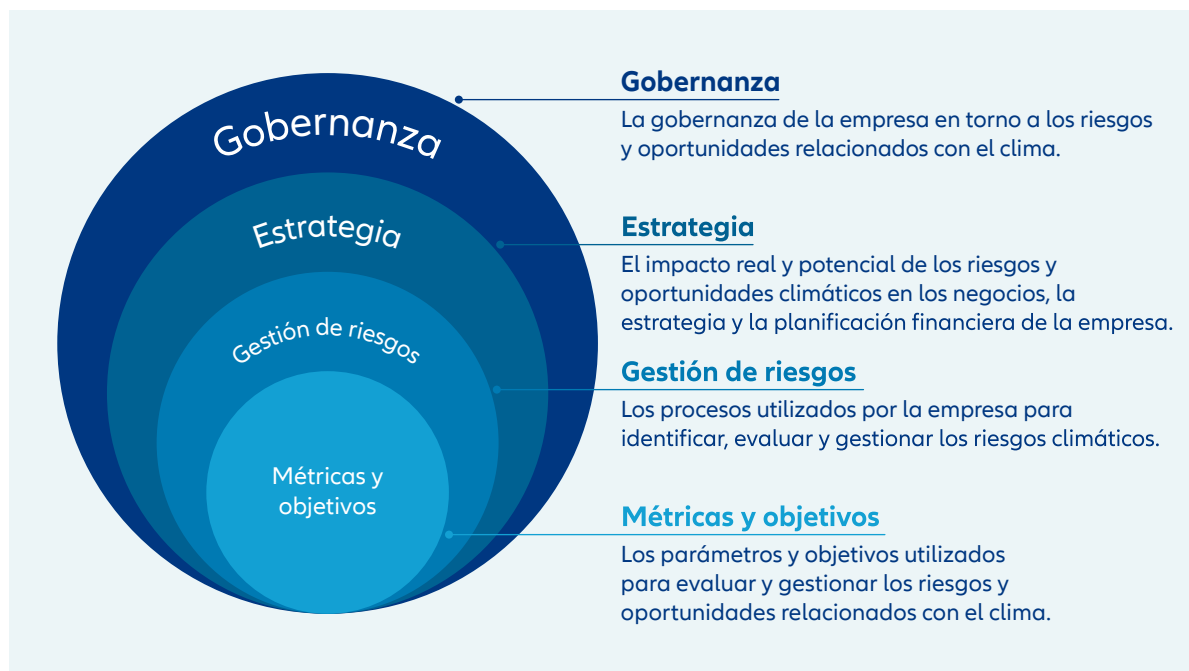 Gobernanza
Estrategia
Gestión de riesgos
Métricas y
objetivos
Gobernanza
La gobernanza de la empresa en torno a los riesgos
y oportunidades relacionados con el clima.
Estrategia
El impacto real y potencial de los riesgos y
oportunidades climáticos en los negocios, la
estrategia y la planificación financiera de la empresa.
Gestión de riesgos
Los procesos utilizados por la empresa para
identificar, evaluar y gestionar los riesgos climáticos.
Métricas y objetivos
Los parámetros y objetivos utilizados
para evaluar y gestionar los riesgos y
oportunidades relacionados con el clima.